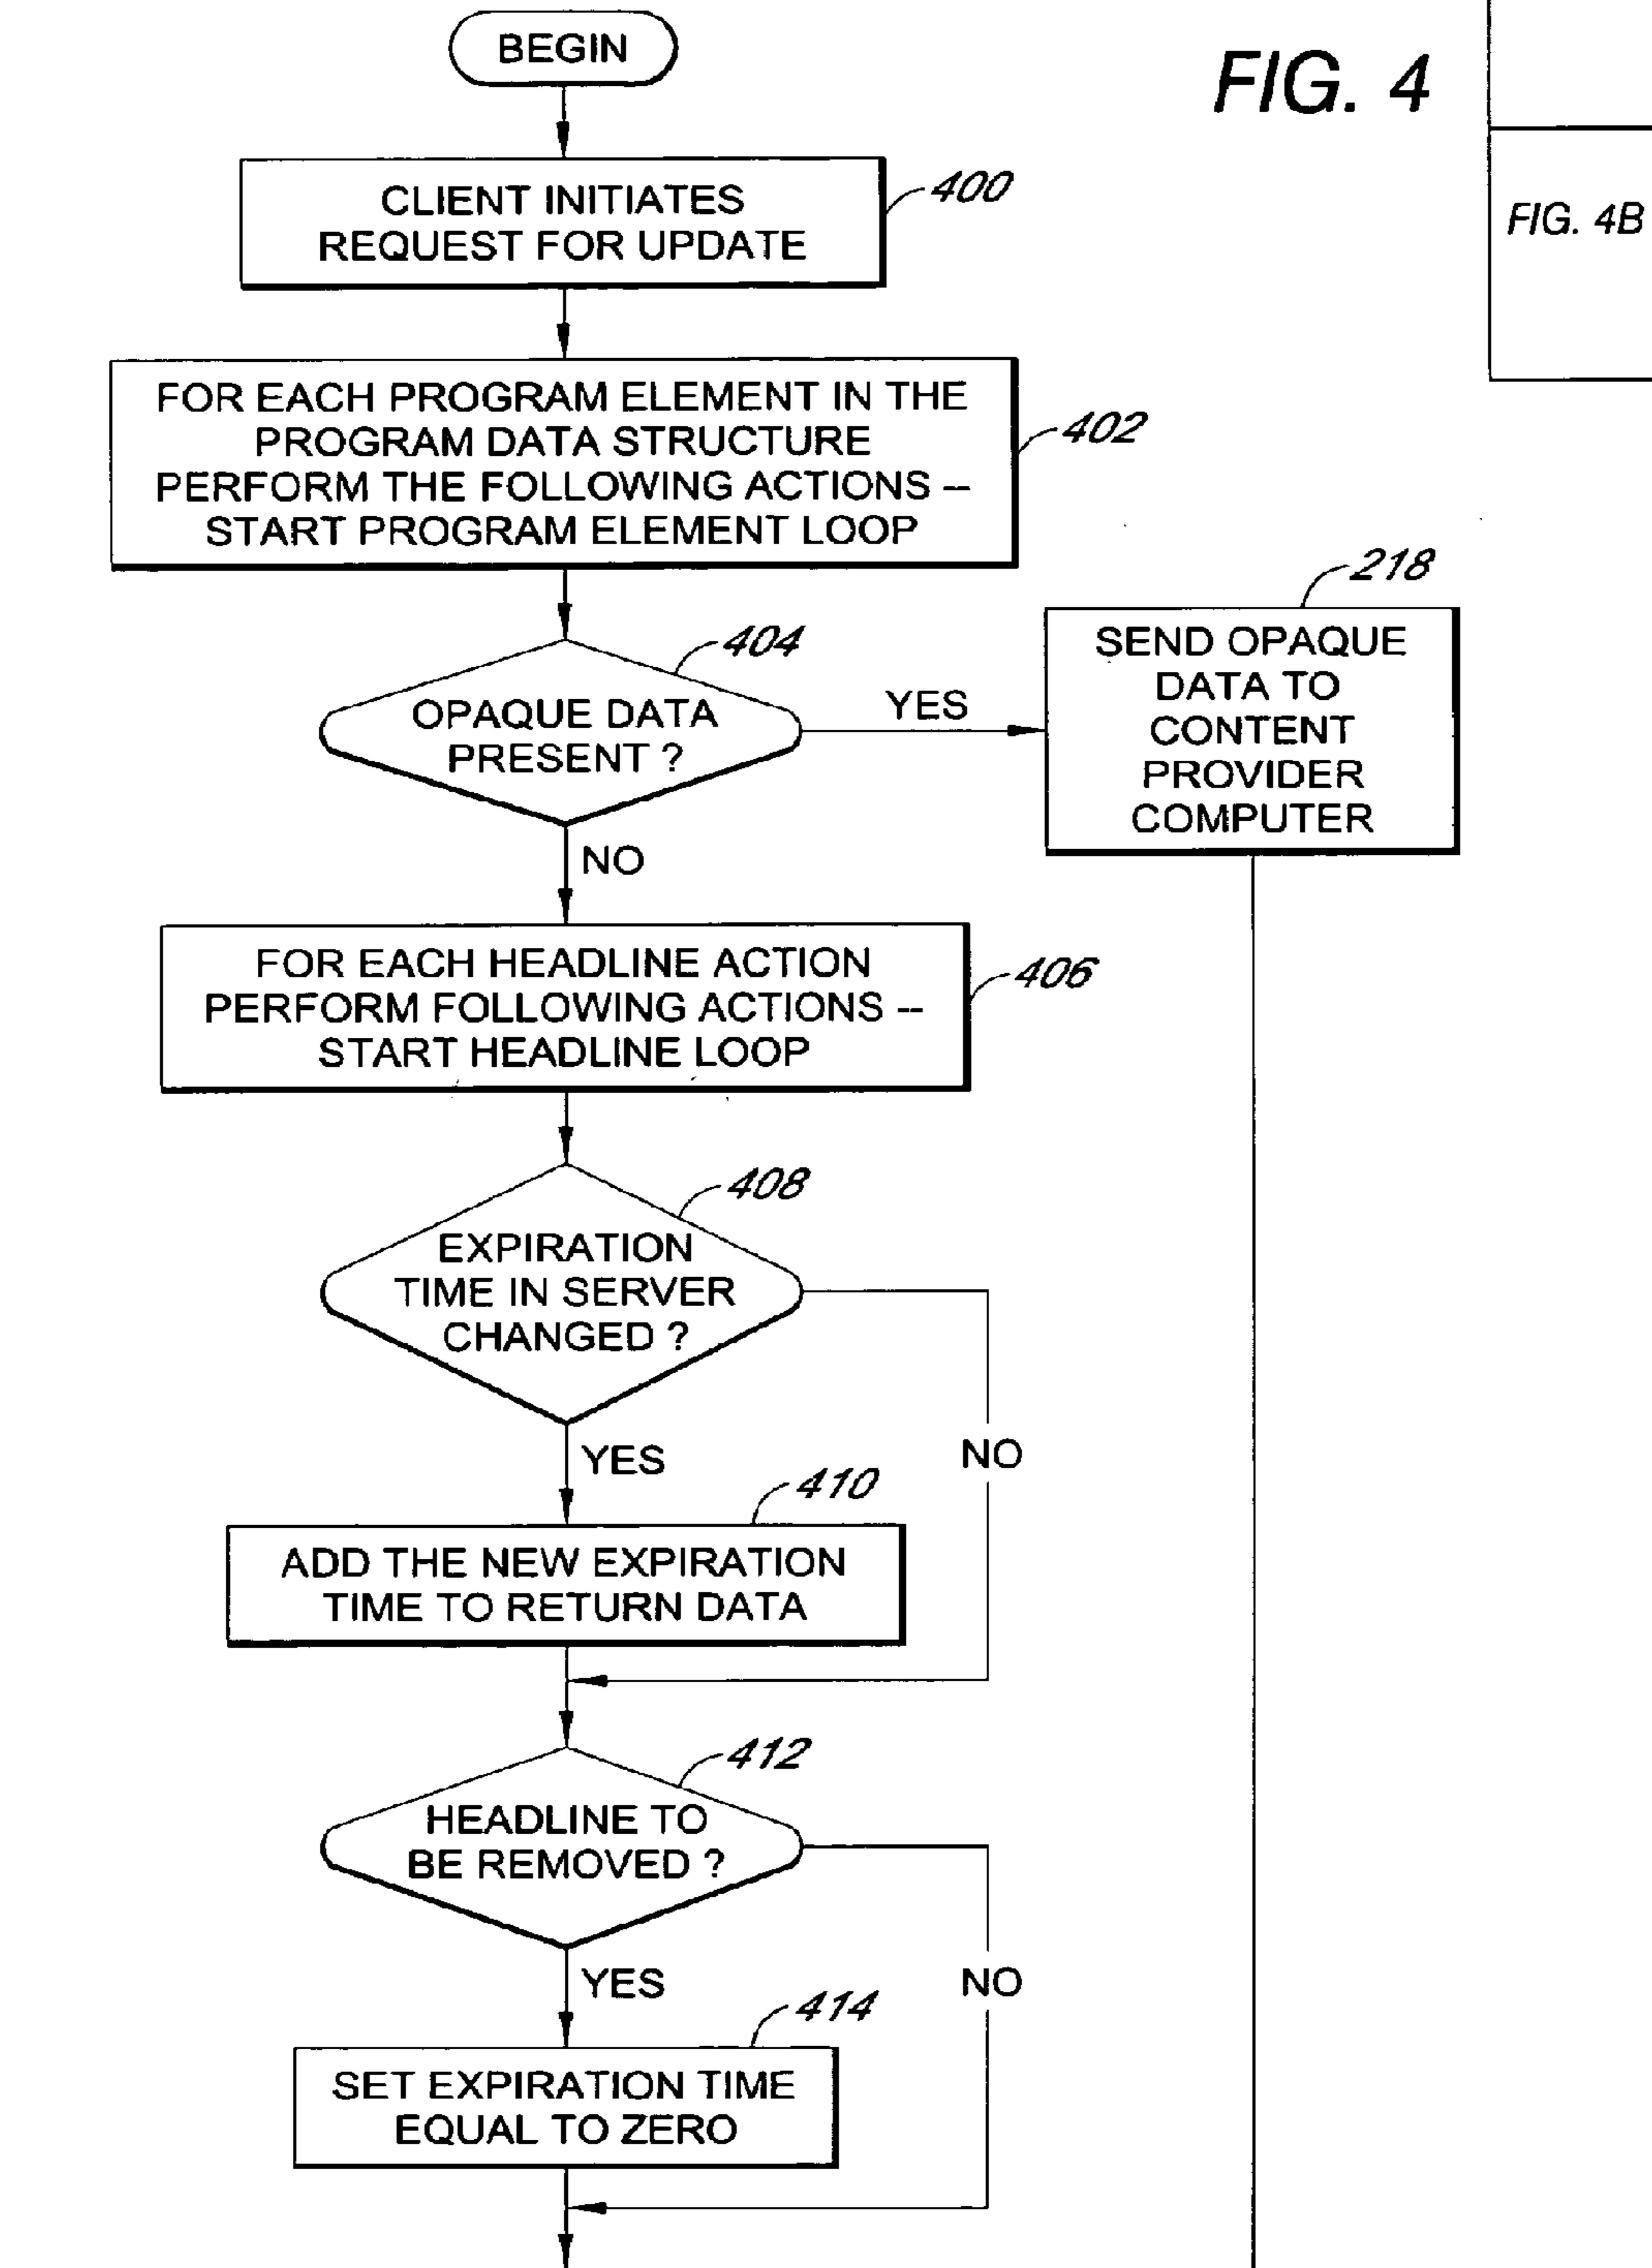 BEGIN
FIG. 4
400
CLIENT INITIATES
REQUEST FOR UPDATE
FIG. 4B
FOR EACH PROGRAM ELEMENT IN THE
PROGRAM DATA STRUCTURE
PERFORM THE FOLLOWING ACTIONS --
START PROGRAM ELEMENT LOOP
402
404
OPAQUE DATA
PRESENT ?
YES
218
SEND OPAQUE
DATA TO
CONTENT
PROVIDER
COMPUTER
NO
FOR EACH HEADLINE ACTION
PERFORM FOLLOWING ACTIONS --
START HEADLINE LOOP
406
408
EXPIRATION
TIME IN SERVER
CHANGED ?
YES
NO
410
ADD THE NEW EXPIRATION
TIME TO RETURN DATA
412
HEADLINE TO
BE REMOVED ?
YES
NO
414
SET EXPIRATION TIME
EQUAL TO ZERO